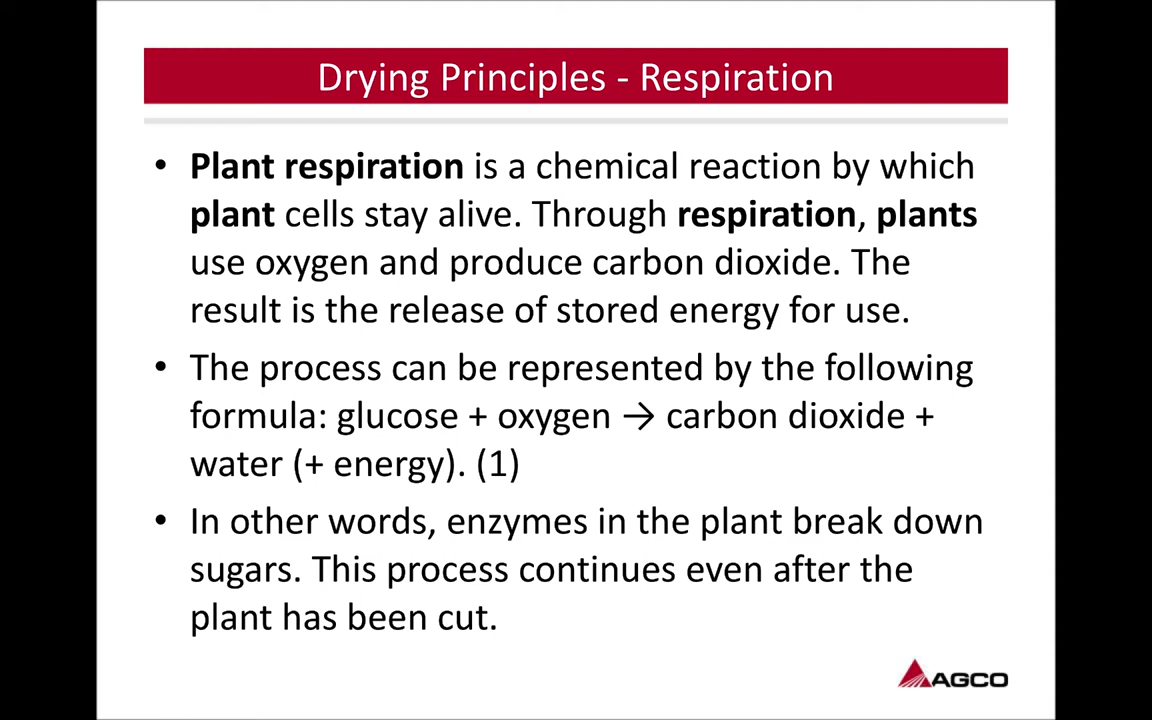 Drying Principles - Respiration
• Plant respiration is a chemical reaction by which
plant cells stay alive. Through respiration, plants
use oxygen and produce carbon dioxide. The
result is the release of stored energy for use.
• The process can be represented by the following
formula: glucose + oxygen → carbon dioxide +
water (+ energy). (1)
• In other words, enzymes in the plant break down
sugars. This process continues even after the
plant has been cut.
AGCO